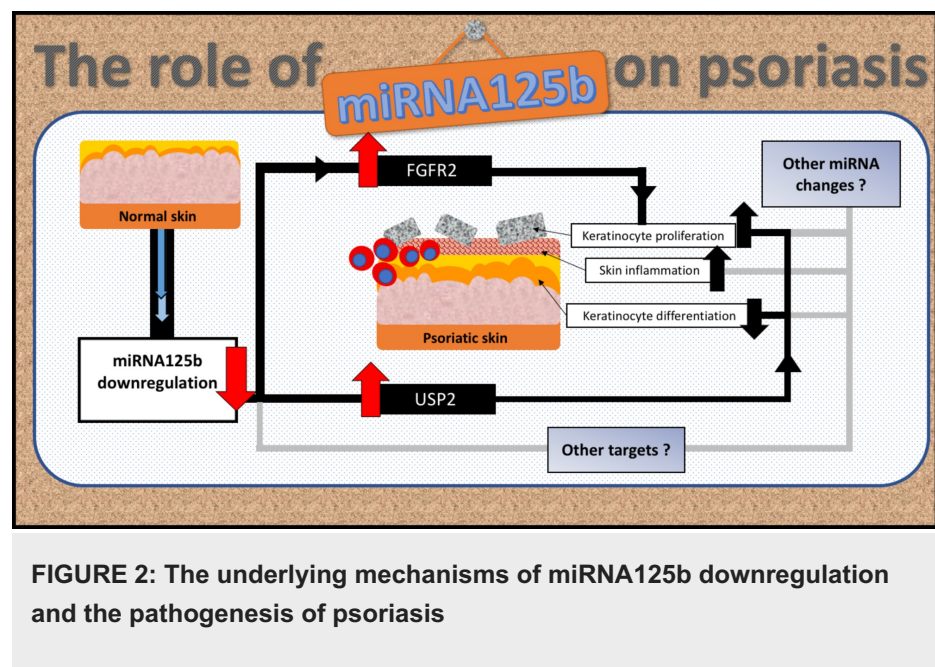 The role of miRNA125b on psoriasis
Normal skin
FGFR2
Other miRNA
changes ?
Keratinocyte proliferation
Skin inflammation
Keratinocyte differentiation
Psoriatic skin
miRNA125b
downregulation
USP2
Other targets ?
FIGURE 2: The underlying mechanisms of miRNA125b downregulation
and the pathogenesis of psoriasis